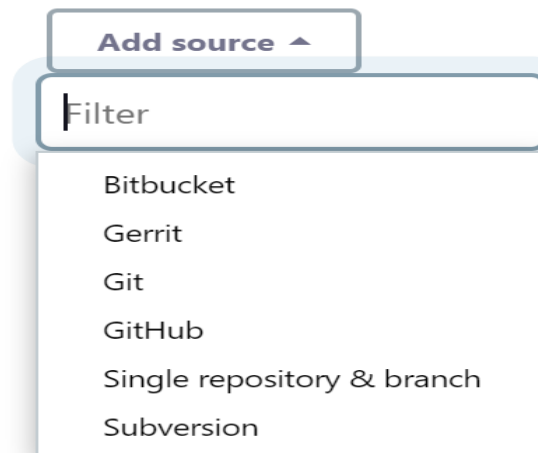 Add source
Filter
Bitbucket
Gerrit
Git
GitHub
Single repository & branch
Subversion